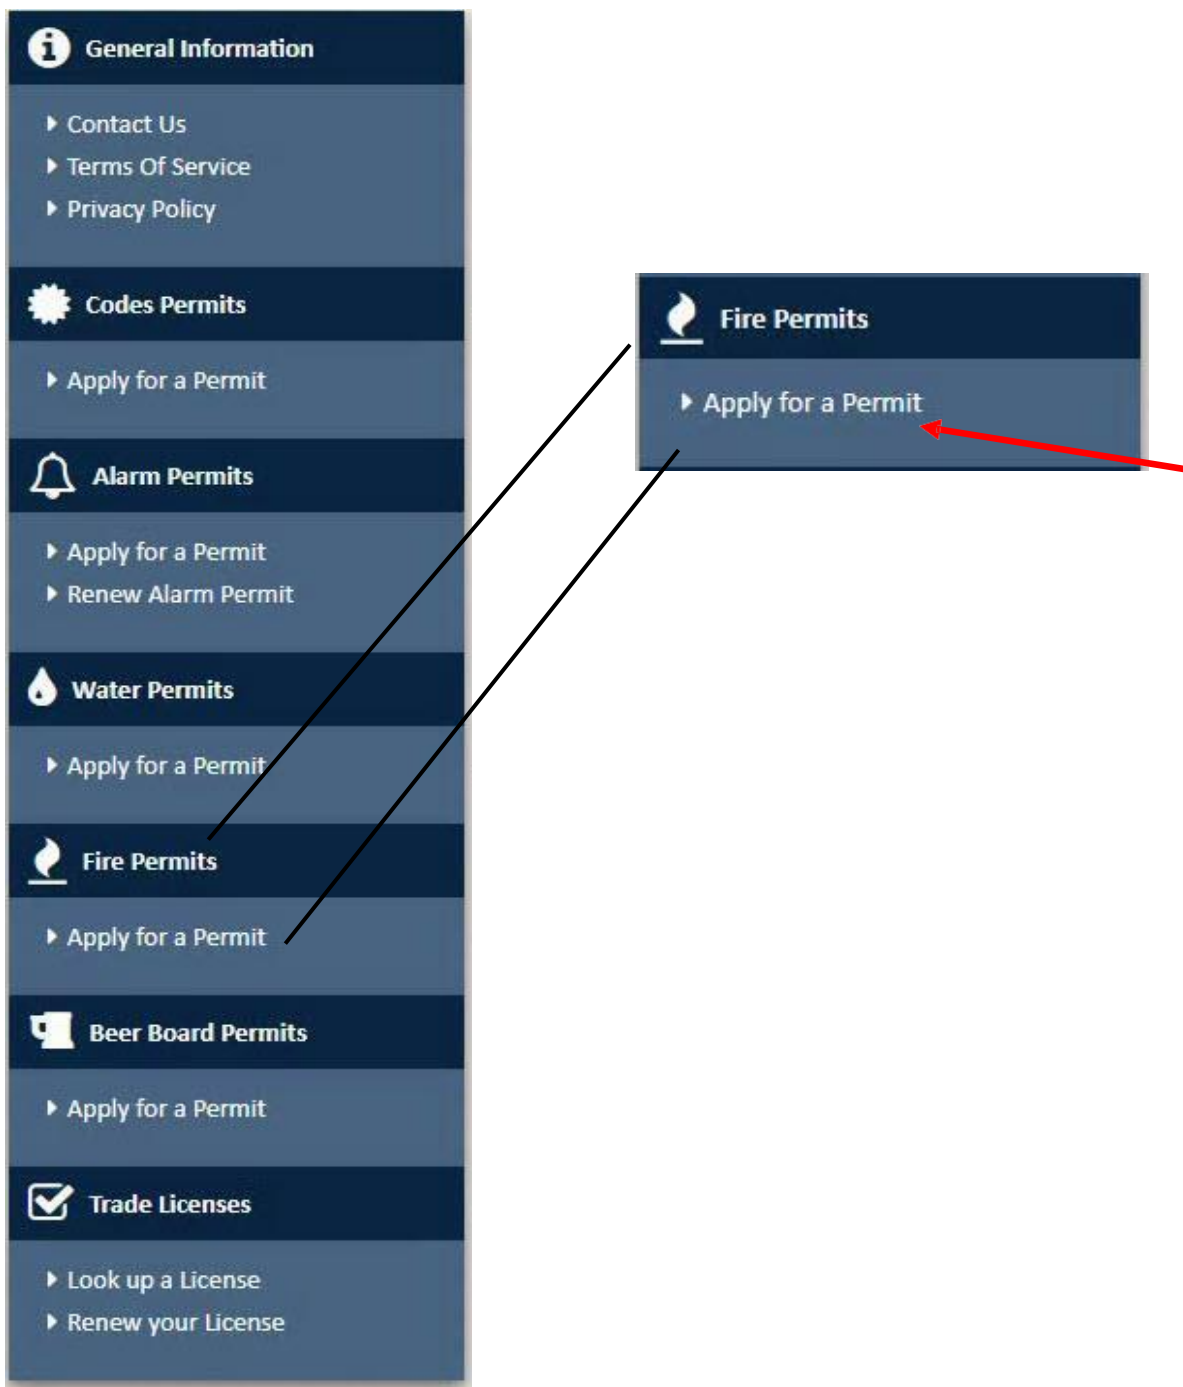 General Information
Contact Us
Terms Of Service
Privacy Policy
Codes Permits
Apply for a Permit
Alarm Permits
Apply for a Permit
Renew Alarm Permit
Water Permits
Apply for a Permit
Fire Permits
Apply for a Permit
Beer Board Permits
Apply for a Permit
Trade Licenses
Look up a License
Renew your License
Fire Permits
Apply for a Permit